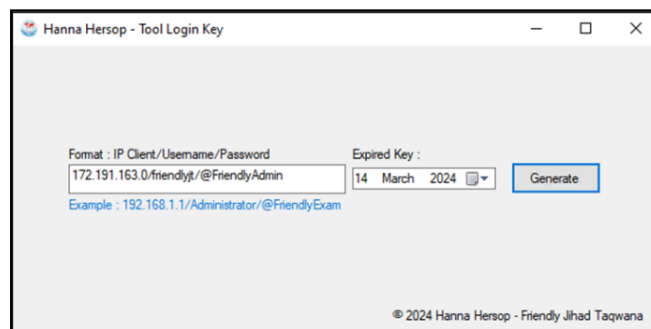 Hanna Hersop - Tool Login Key
Format : IP Client/Username/Password
Expired Key :
172.191.163.0/friendlyjt/@FriendlyAdmin
14 March 2024
Generate
Example : 192.168.1.1/Administrator/@FriendlyExam
© 2024 Hanna Hersop - Friendly Jihad Taqwana